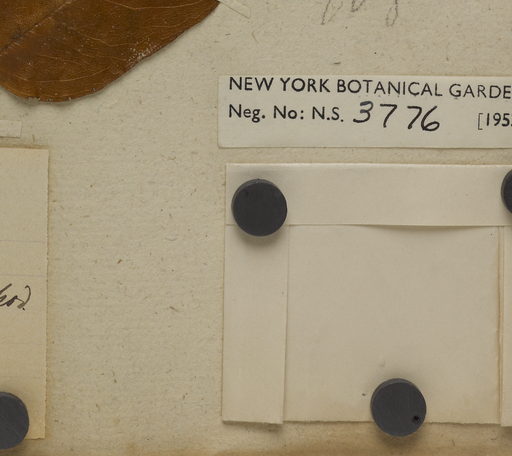 NEW YORK BOTANICAL GARDE
Neg. No: N.S. 3776 [195